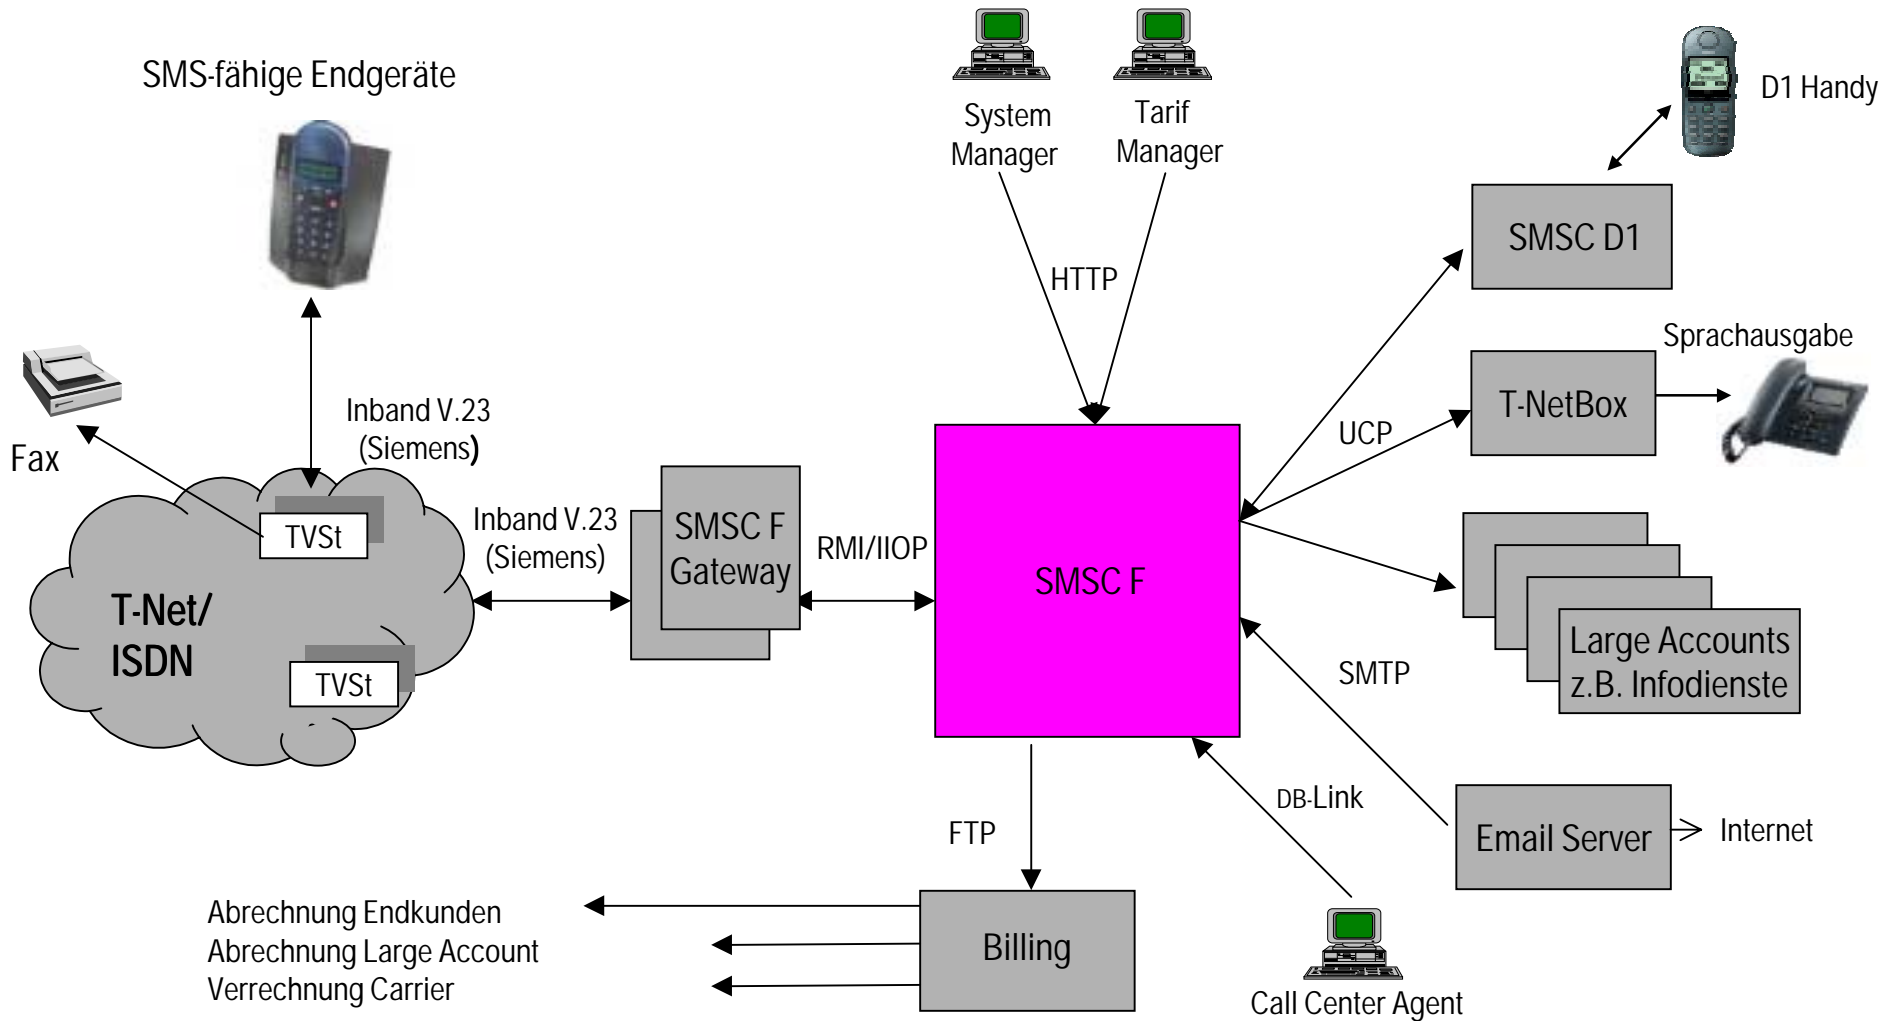 SMS-fähige Endgeräte
System
Manager
Tarif
Manager
D1 Handy
HTTP
SMSC D1
Sprachausgabe
T-NetBox
UCP
Fax
Inband V.23
(Siemens)
TVSt
Inband V.23
(Siemens)
SMSC F
Gateway
RMI/IIOP
SMSC F
T-Net/
ISDN
TVSt
Large Accounts
z.B. Infodienste
SMTP
DB-Link
FTP
Email Server
Internet
Abrechnung Endkunden
Abrechnung Large Account
Verrechnung Carrier
Billing
Call Center Agent